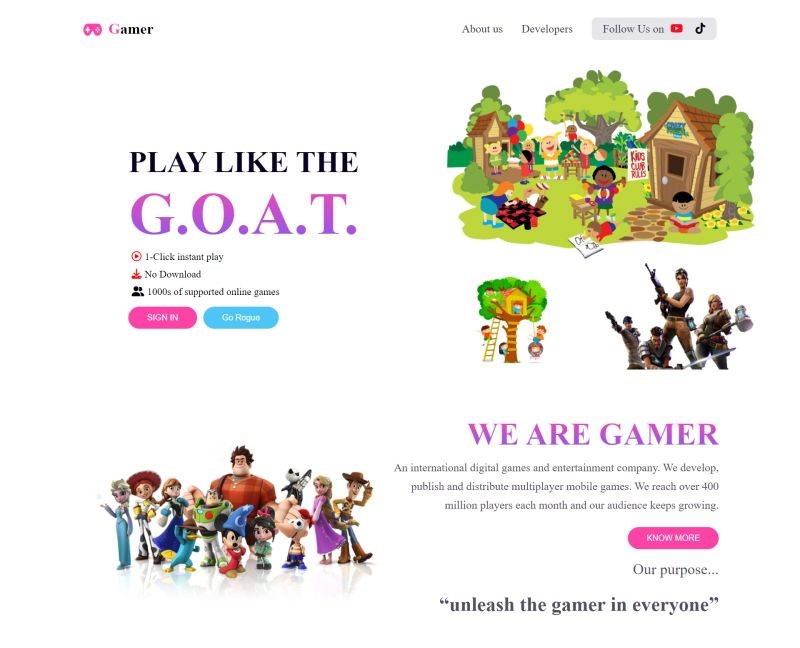 Gamer
About us Developers Follow Us on
PLAY LIKE THE
G.O.A.T.
1-Click instant play
No Download
1000s of supported online games
SIGN IN Go Rogue
KIDS
CLUB
RULES
WE ARE GAMER
An international digital games and entertainment company. We develop,
publish and distribute multiplayer mobile games. We reach over 400
million players each month and our audience keeps growing.
KNOW MORE
Our purpose...
“unleash the gamer in everyone”